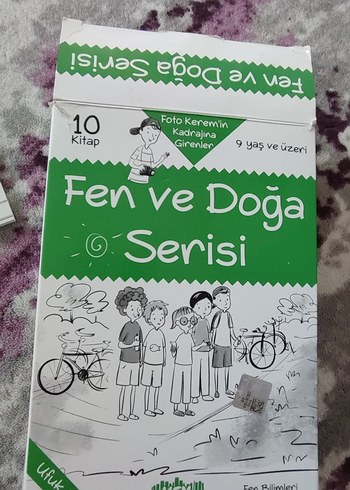 Fen ve Doğa Serisi
10
Kitap
Foto Kerem'in
Kadrajına
Girenler
9 yaş ve üzeri
Fen ve Doğa
Serisi
Ufuk
Fen Bilimleri